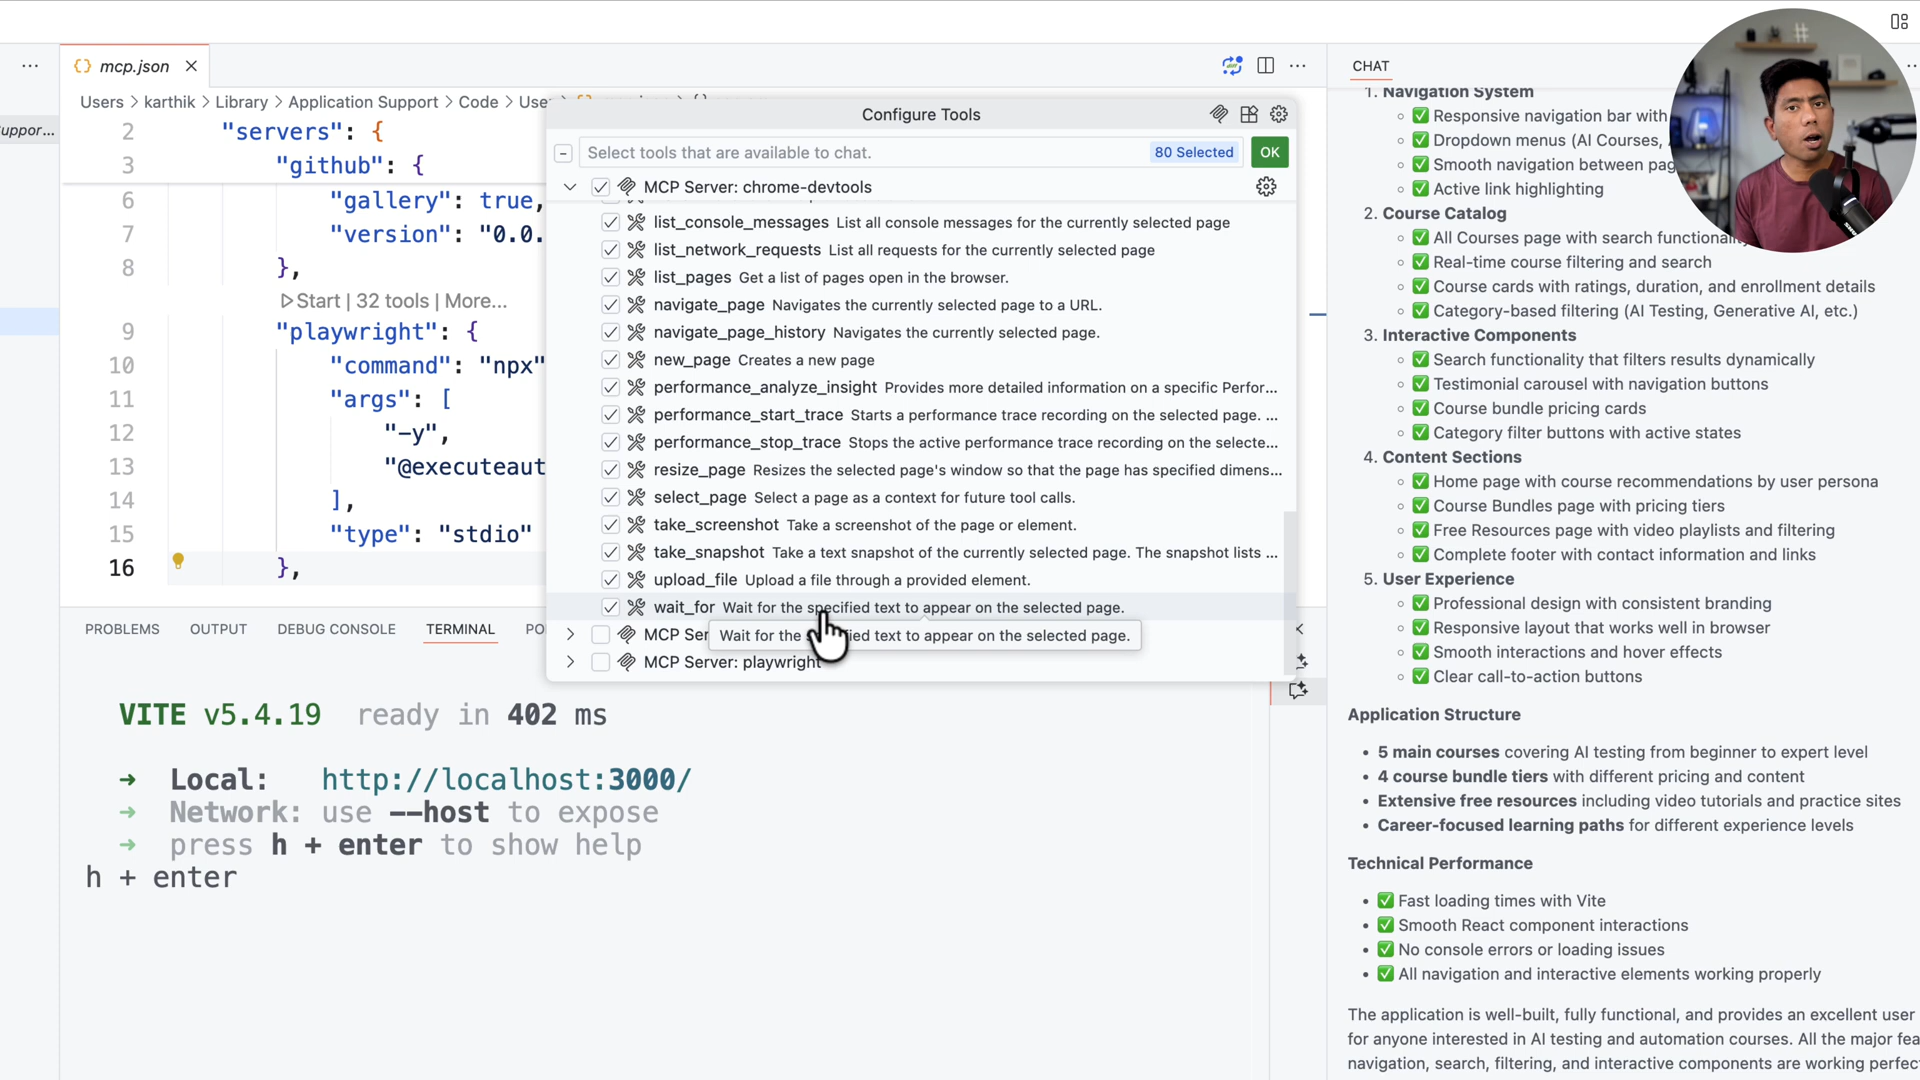 mcp.json
Users > karthik > Library > Application Support > Code >
uppor...
2 "servers": {
3 "github": {
6 "gallery": true,
7 "version": "0.0.
8 },
Start | 32 tools | More...
9 "playwright": {
10 "command": "npx"
11 "args": [
12 "-y",
13 "@executeaut
14 ],
15 "type": "stdio"
16 },
Configure Tools
Select tools that are available to chat. 80 Selected OK
MCP Server: chrome-devtools
list_console_messages List all console messages for the currently selected page
list_network_requests List all requests for the currently selected page
list_pages Get a list of pages open in the browser.
navigate_page Navigates the currently selected page to a URL.
navigate_page_history Navigates the currently selected page.
new_page Creates a new page
performance_analyze_insight Provides more detailed information on a specific Perfor...
performance_start_trace Starts a performance trace recording on the selected page. ...
performance_stop_trace Stops the active performance trace recording on the selecte...
resize_page Resizes the selected page's window so that the page has specified dimens...
select_page Select a page as a context for future tool calls.
take_screenshot Take a screenshot of the page or element.
take_snapshot Take a text snapshot of the currently selected page. The snapshot lists ...
upload_file Upload a file through a provided element.
wait_for Wait for the specified text to appear on the selected page.
MCP Ser
Wait for the specified text to appear on the selected page.
MCP Server: playwright
PROBLEMS OUTPUT DEBUG CONSOLE TERMINAL PO
VITE v5.4.19 ready in 402 ms
➜ Local: http://localhost:3000/
➜ Network: use --host to expose
➜ press h + enter to show help
h + enter
CHAT
1. Navigation System
Responsive navigation bar with
Dropdown menus (AI Courses,
Smooth navigation between pag
Active link highlighting
2. Course Catalog
All Courses page with search functionali
Real-time course filtering and search
Course cards with ratings, duration, and enrollment details
Category-based filtering (AI Testing, Generative AI, etc.)
3. Interactive Components
Search functionality that filters results dynamically
Testimonial carousel with navigation buttons
Course bundle pricing cards
Category filter buttons with active states
4. Content Sections
Home page with course recommendations by user persona
Course Bundles page with pricing tiers
Free Resources page with video playlists and filtering
Complete footer with contact information and links
5. User Experience
Professional design with consistent branding
Responsive layout that works well in browser
Smooth interactions and hover effects
Clear call-to-action buttons
Application Structure
• 5 main courses covering AI testing from beginner to expert level
• 4 course bundle tiers with different pricing and content
• Extensive free resources including video tutorials and practice sites
• Career-focused learning paths for different experience levels
Technical Performance
• Fast loading times with Vite
• Smooth React component interactions
• No console errors or loading issues
• All navigation and interactive elements working properly
The application is well-built, fully functional, and provides an excellent user
for anyone interested in AI testing and automation courses. All the major fea
navigation, search, filtering, and interactive components are working perfec